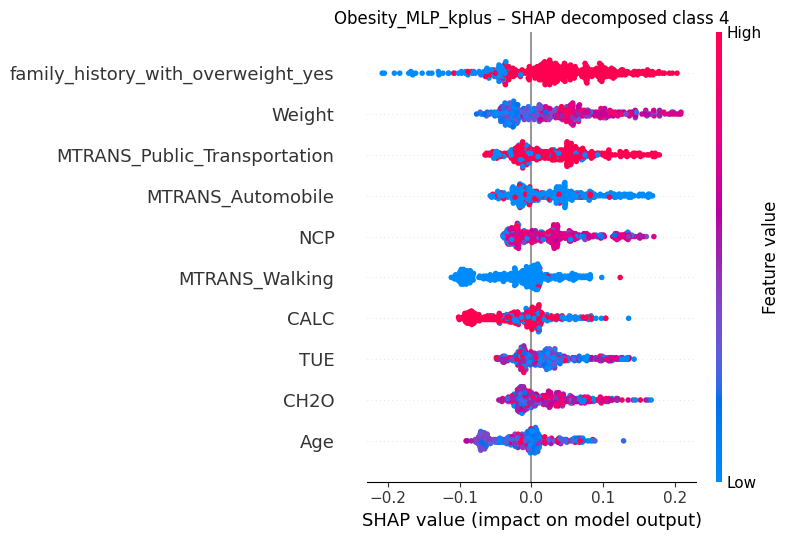 Obesity_MLP_kplus – SHAP decomposed class 4
High
family_history_with_overweight_yes
Weight
MTRANS_Public_Transportation
MTRANS_Automobile
NCP
MTRANS_Walking
CALC
TUE
CH2O
Age
Feature value
Low
−0.2 −0.1 0.0 0.1 0.2
SHAP value (impact on model output)